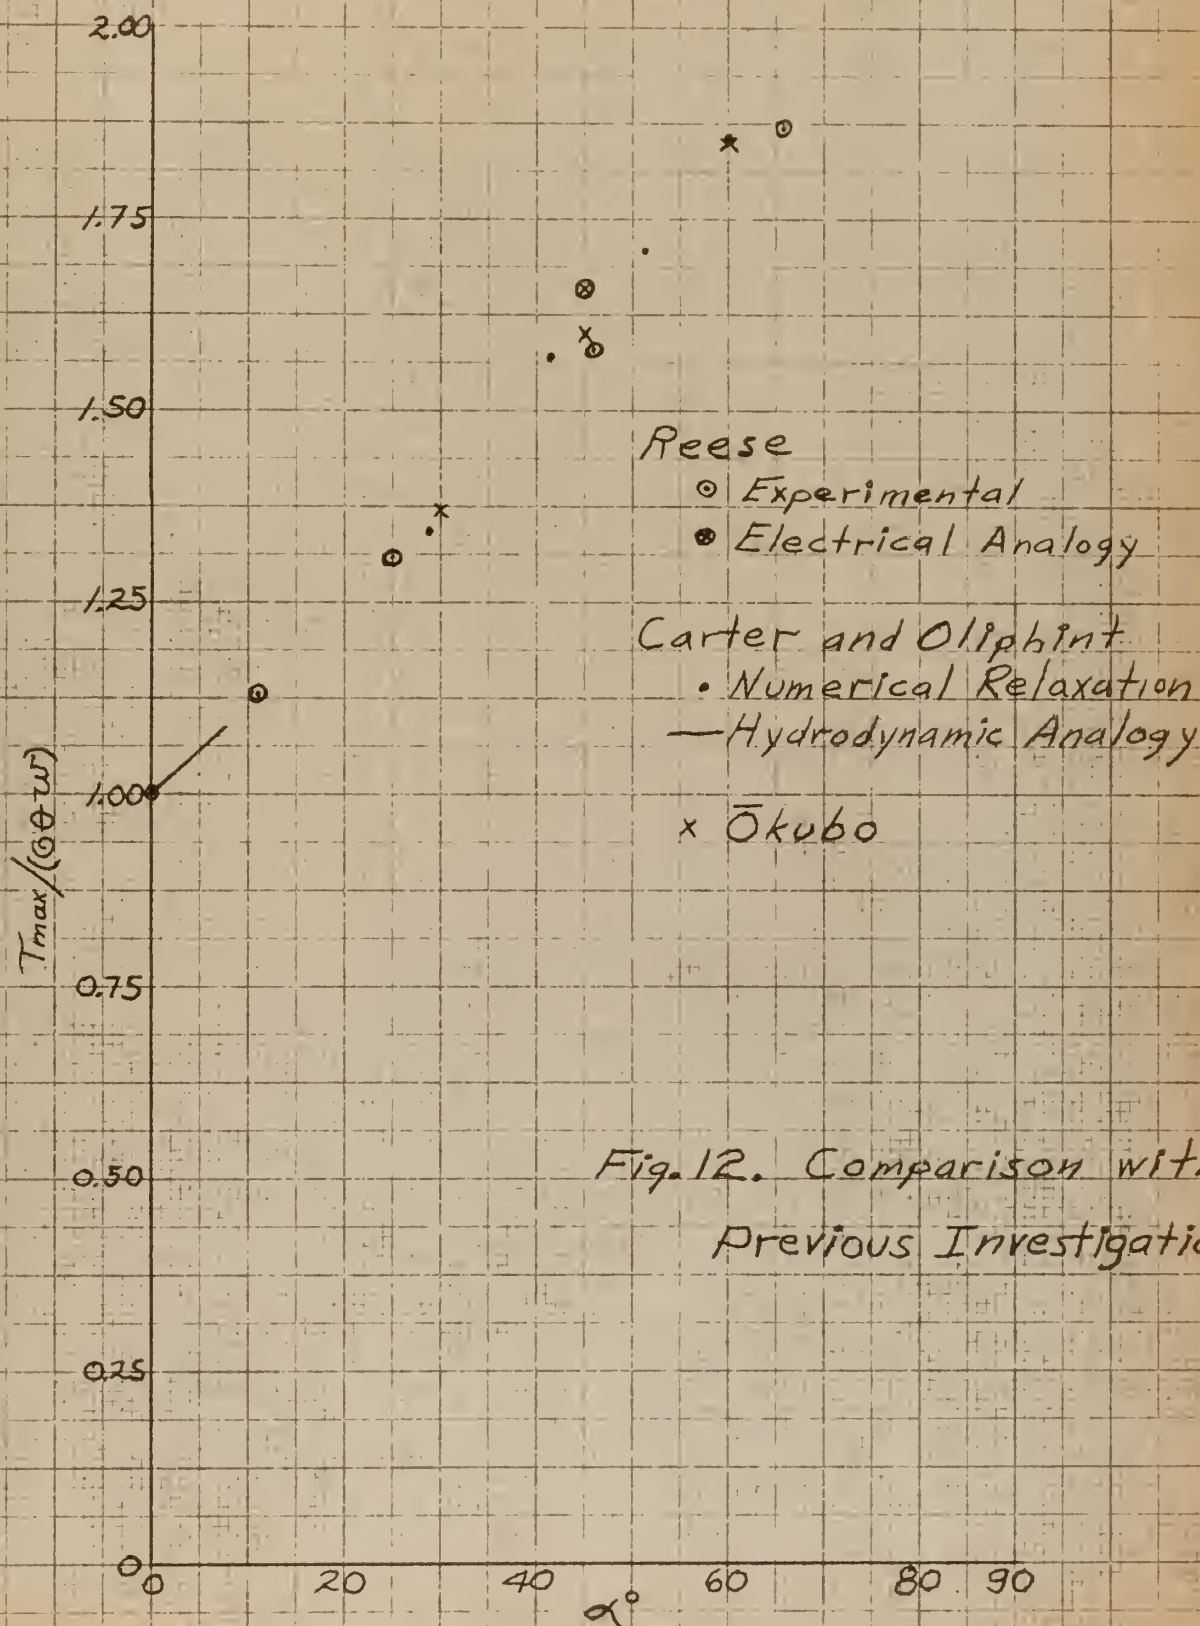 2.00
1.75
1.50
Reese
⊙ Experimental
⊗ Electrical Analogy
1.25
Carter and Oliphint
• Numerical Relaxation
— Hydrodynamic Analogy
1.00
x Ōkubo
Tmax/(GθW)
0.75
Fig. 12. Comparison wit
0.50
Previous Investigatio
0.25
0
0 20 40 60 80 90
α°